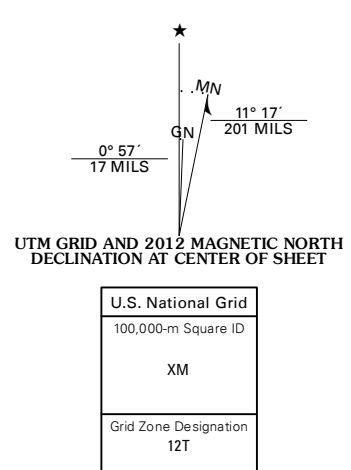 ★
MN
11° 17´
201 MILS
GN
0° 57´
17 MILS
UTM GRID AND 2012 MAGNETIC NORTH
DECLINATION AT CENTER OF SHEET
U.S. National Grid
100,000-m Square ID
XM
Grid Zone Designation
12T